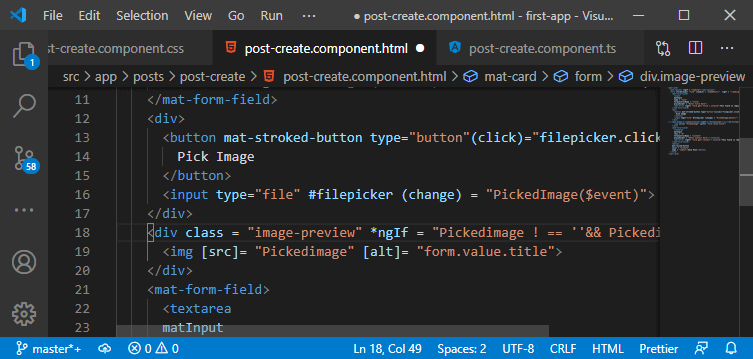 File Edit Selection View Go Run ··· ● post-create.component.html - first-app - Visu...
st-create.component.css post-create.component.html ● post-create.component.ts ···
src > app > posts > post-create > post-create.component.html > mat-card > form > div.image-preview
11 </mat-form-field>
12 <div>
13 <button mat-stroked-button type="button"(click)="filepicker.click
14 Pick Image
15 </button>
16 <input type="file" #filepicker (change) = "PickedImage($event)">
17 </div>
18 <div class = "image-preview" *ngIf = "Pickedimage ! == ''&& Pickedi
19 <img [src]= "Pickedimage" [alt]= "form.value.title">
20 </div>
21 <mat-form-field>
22 <textarea
23 matInput
1
58
master*+ 0 0 Ln 18, Col 49 Spaces: 2 UTF-8 CRLF HTML Prettier